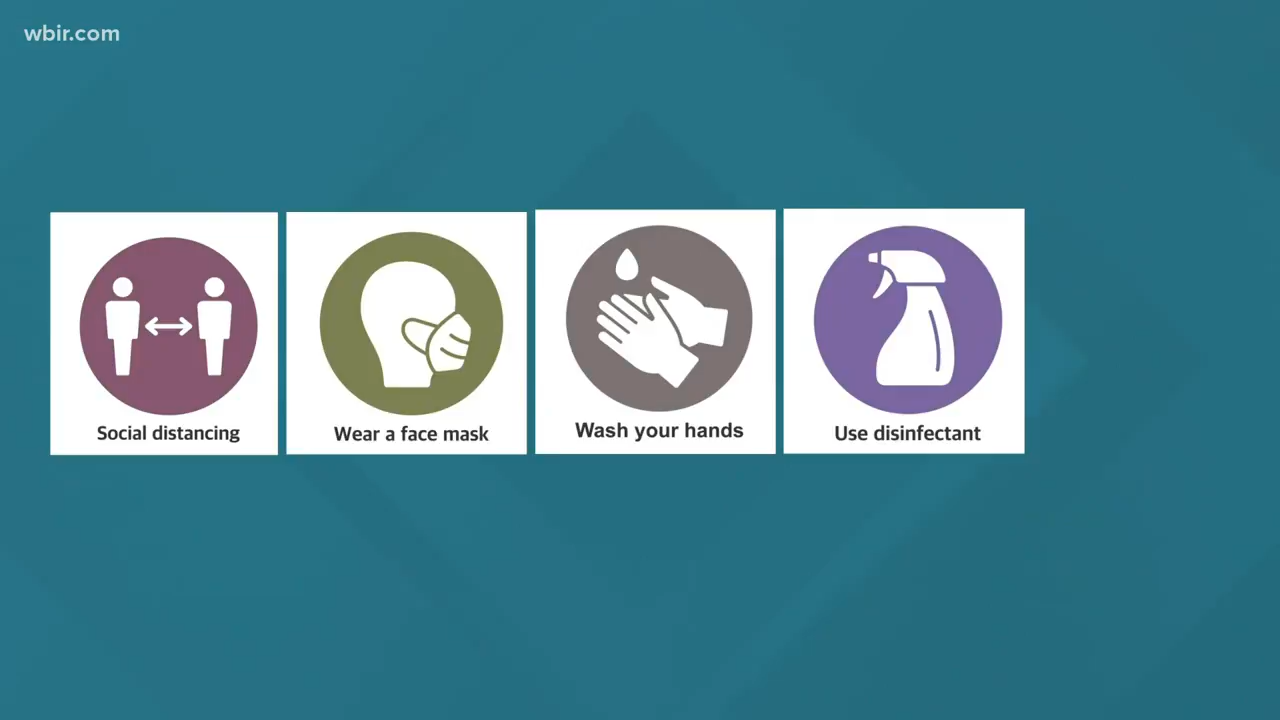 wbir.com
Social distancing
Wear a face mask
Wash your hands
Use disinfectant